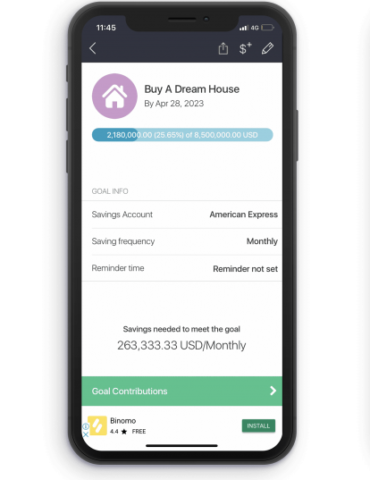 11:45
4G
$+
Buy A Dream House
By Apr 28, 2023
2,180,000.00 (25.65%) of 8,500,000.00 USD
GOAL INFO
Savings Account American Express
Saving frequency Monthly
Reminder time Reminder not set
Savings needed to meet the goal
263,333.33 USD/Monthly
Goal Contributions
Binomo
4.4 ★ FREE
INSTALL